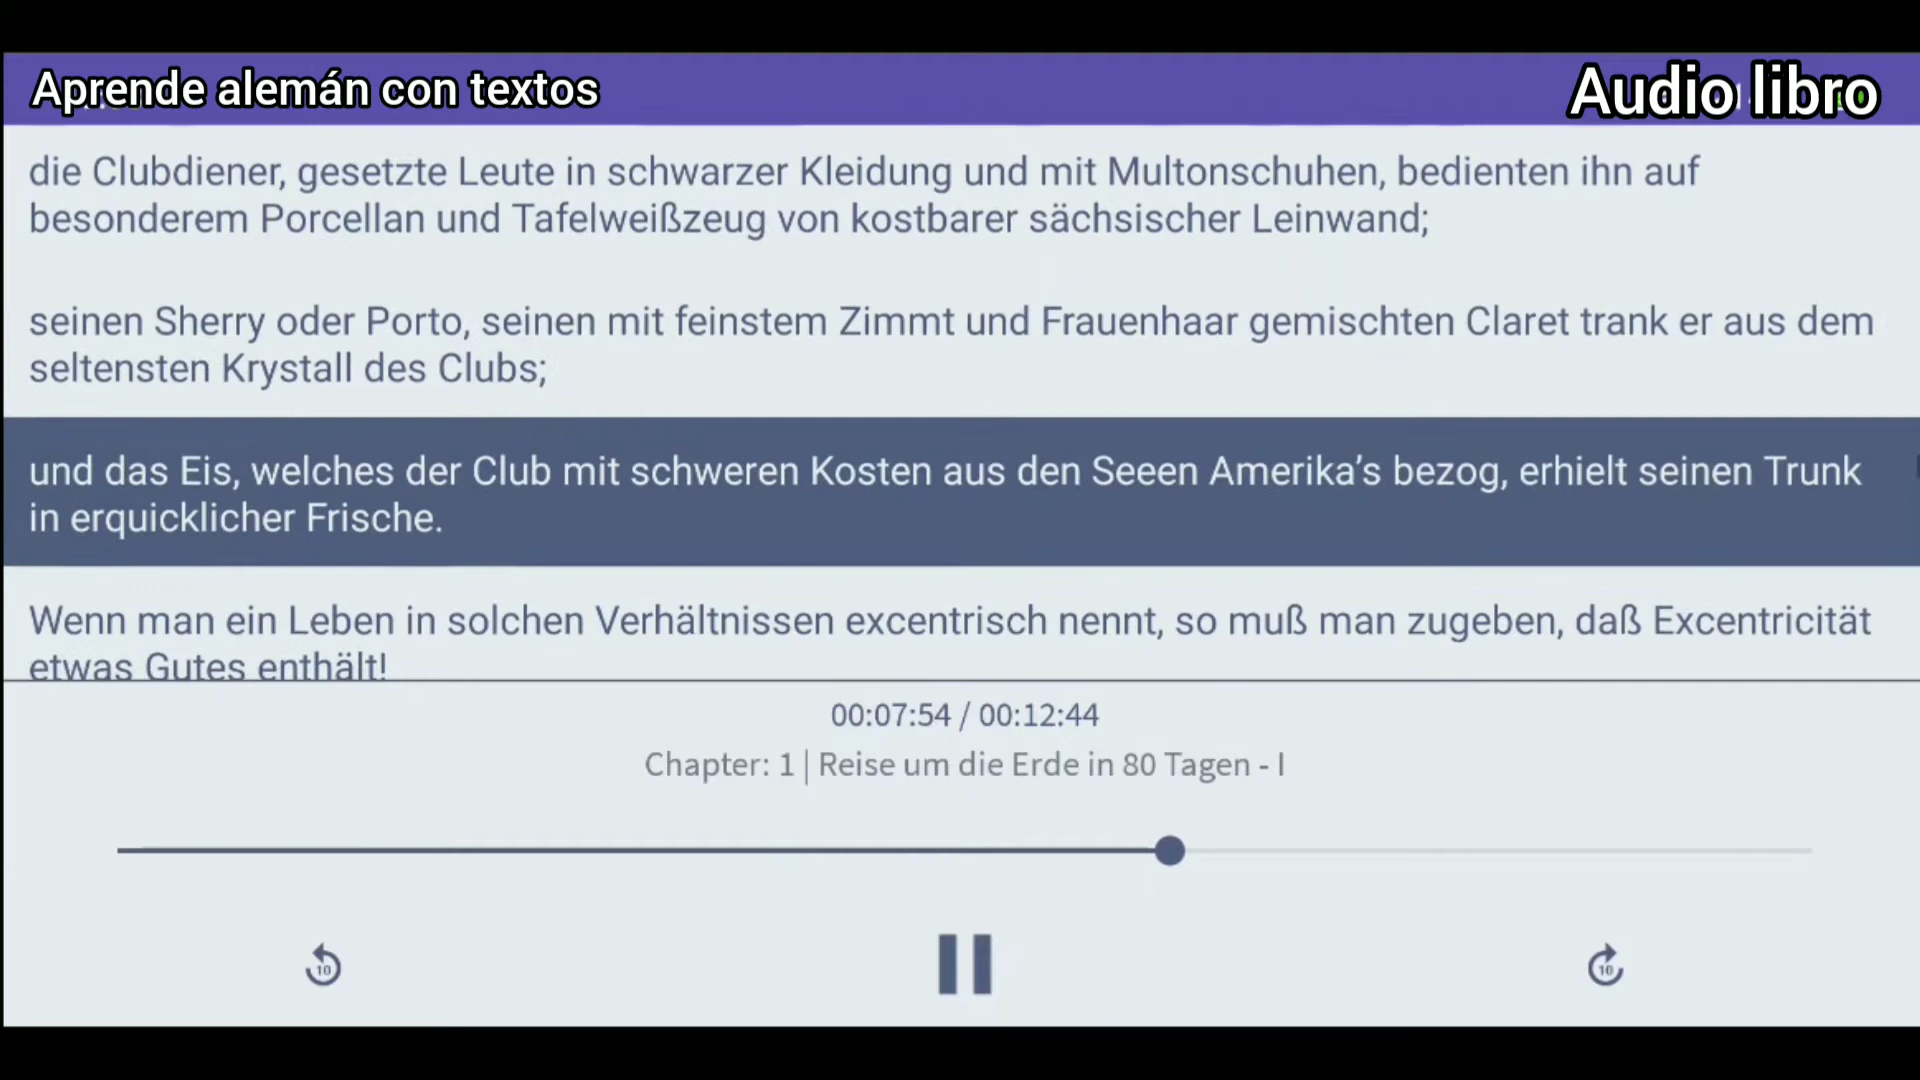 Aprende alemán con textos
Audio libro
die Clubdiener, gesetzte Leute in schwarzer Kleidung und mit Multonschuhen, bedienten ihn auf
besonderem Porcellan und Tafelweißzeug von kostbarer sächsischer Leinwand;
seinen Sherry oder Porto, seinen mit feinstem Zimmt und Frauenhaar gemischten Claret trank er aus dem
seltensten Krystall des Clubs;
und das Eis, welches der Club mit schweren Kosten aus den Seeen Amerika’s bezog, erhielt seinen Trunk
in erquicklicher Frische.
Wenn man ein Leben in solchen Verhältnissen excentrisch nennt, so muß man zugeben, daß Excentricität
etwas Gutes enthält!
00:07:54 / 00:12:44
Chapter: 1 | Reise um die Erde in 80 Tagen - I
10
10